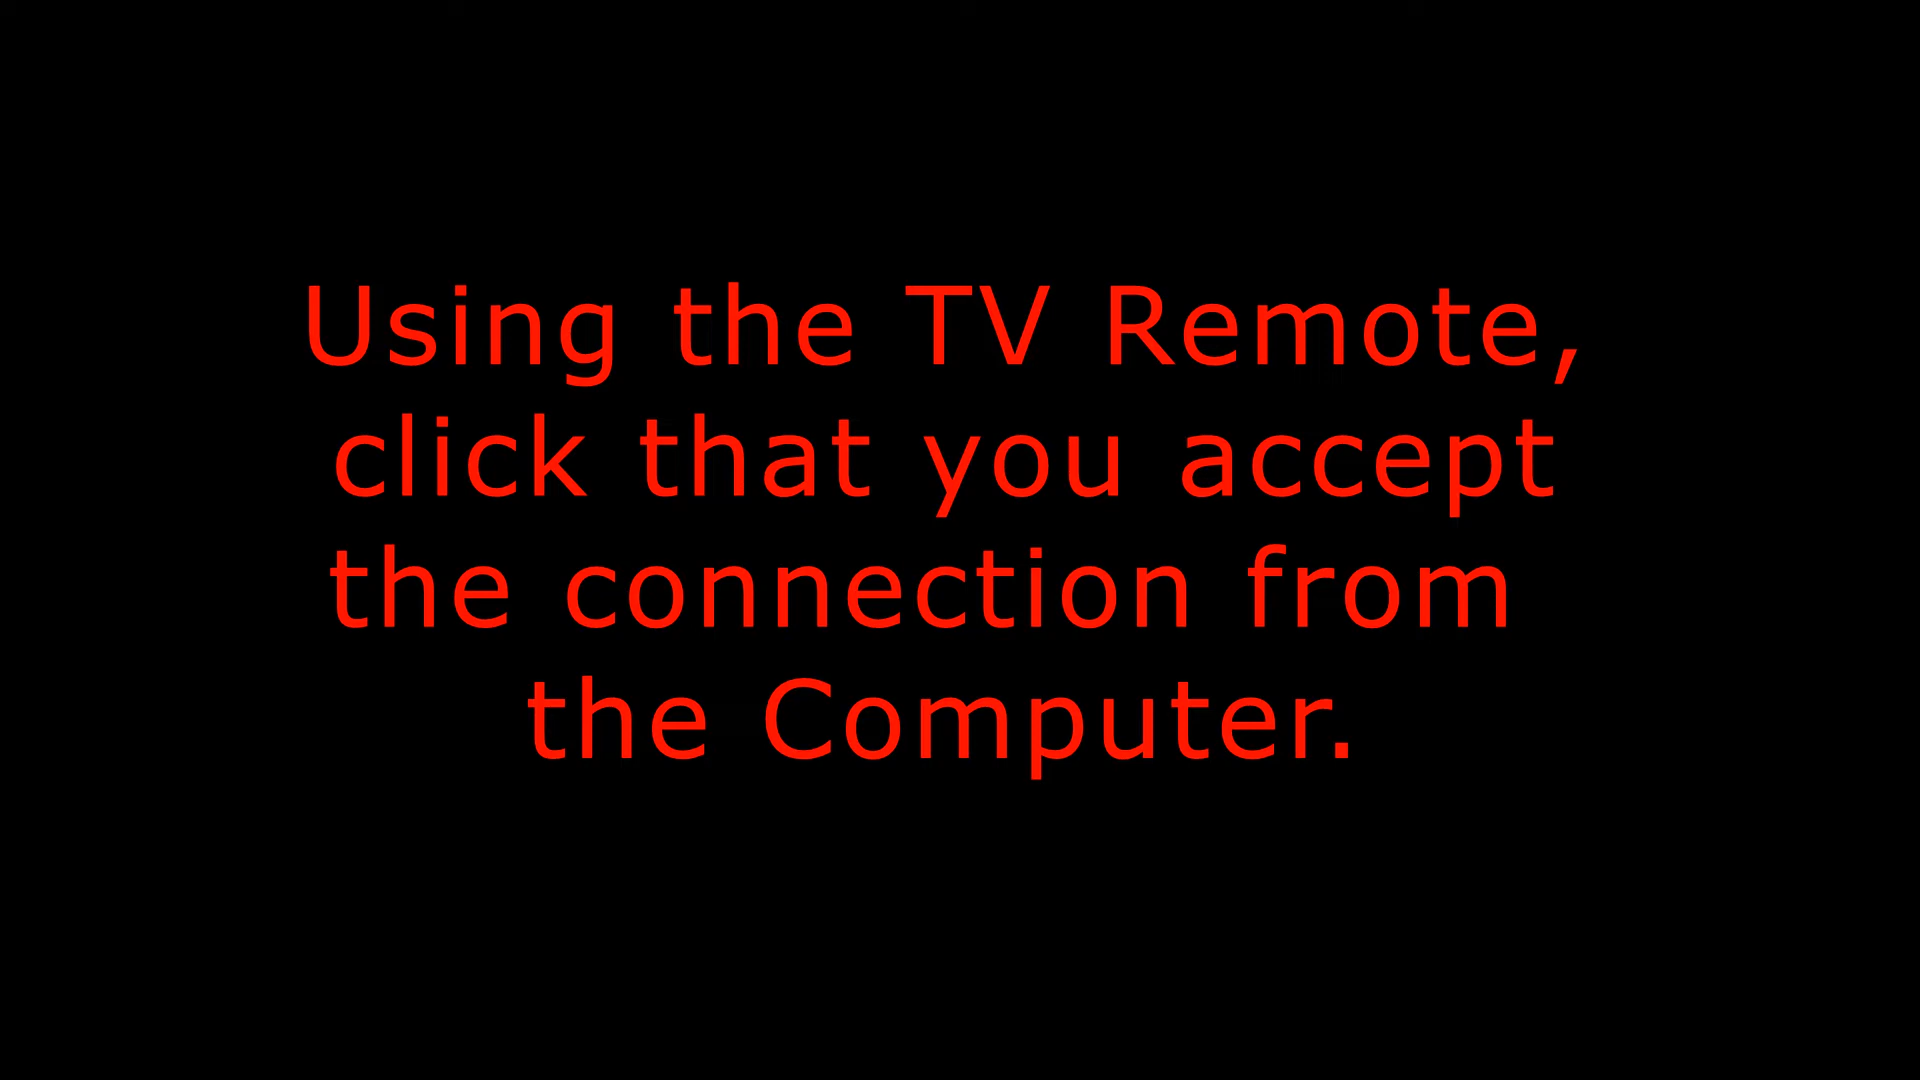 Using the TV Remote,
click that you accept
the connection from
the Computer.